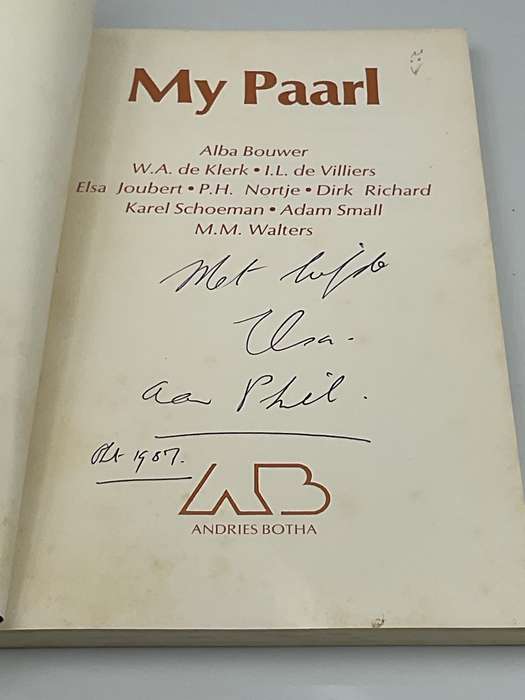 My Paarl
Alba Bouwer
W.A. de Klerk • I.L. de Villiers
Elsa Joubert • P.H. Nortje • Dirk Richard
Karel Schoeman • Adam Small
M.M. Walters
Met liefde
Elsa.
aan Phil.
Okt 1987.
AB
ANDRIES BOTHA